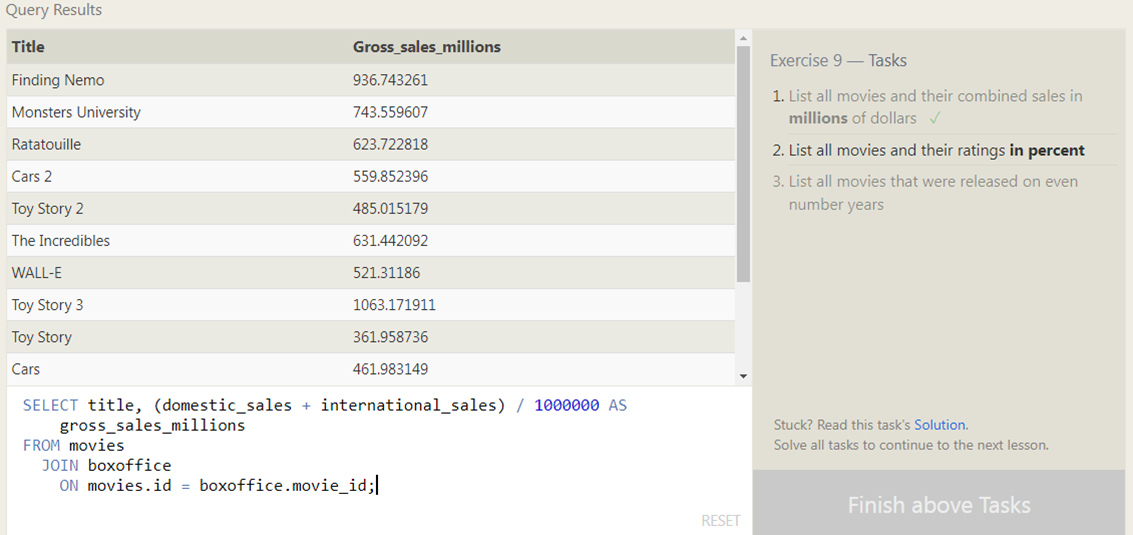 Query Results
Title Gross_sales_millions
Finding Nemo 936.743261
Monsters University 743.559607
Ratatouille 623.722818
Cars 2 559.852396
Toy Story 2 485.015179
The Incredibles 631.442092
WALL-E 521.31186
Toy Story 3 1063.171911
Toy Story 361.958736
Cars 461.983149
SELECT title, (domestic_sales + international_sales) / 1000000 AS
gross_sales_millions
FROM movies
JOIN boxoffice
ON movies.id = boxoffice.movie_id;
RESET
Exercise 9 — Tasks
1. List all movies and their combined sales in
millions of dollars ✓
2. List all movies and their ratings in percent
3. List all movies that were released on even
number years
Stuck? Read this task's Solution.
Solve all tasks to continue to the next lesson.
Finish above Tasks